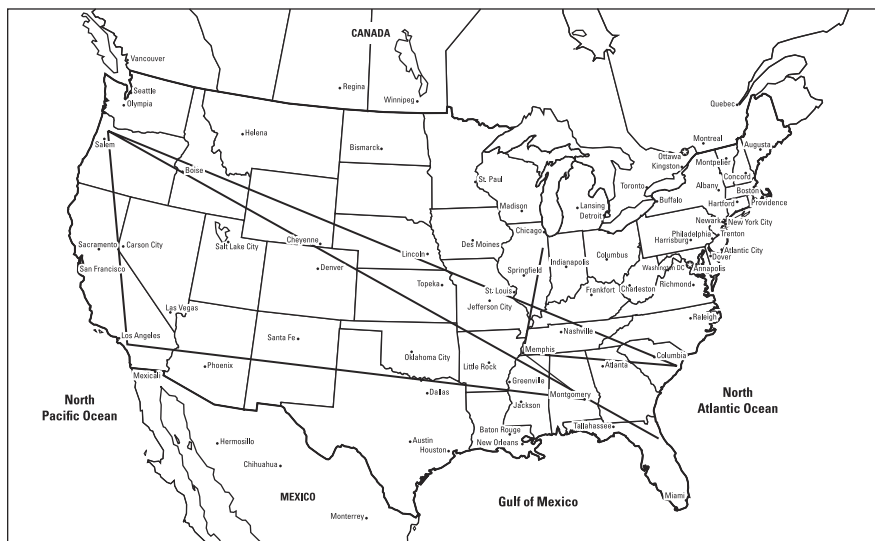 CANADA
Vancouver
Seattle
Olympia
Regina
Winnipeg
Quebec
Helena
Bismarck
Montreal
Ottawa
Kingston
Montpelier
Augusta
Salem
Boise
St. Paul
Toronto
Concord
Albany
Boston
Madison
Lansing
Detroit
Buffalo
Hartford
Providence
Newark
New York City
Chicago
Philadelphia
Trenton
Harrisburg
Sacramento
Carson City
Salt Lake City
Cheyenne
Lincoln
Des Moines
Indianapolis
Columbus
Atlantic City
Dover
Washington DC
Annapolis
San Francisco
Denver
Topeka
Springfield
St. Louis
Jefferson City
Frankfort
Charleston
Richmond
Las Vegas
Raleigh
Los Angeles
Santa Fe
Nashville
Memphis
Columbia
Oklahoma City
Little Rock
Atlanta
Phoenix
Mexicali
Greenville
Dallas
Montgomery
North
Pacific Ocean
North
Atlantic Ocean
Jackson
Tallahassee
Baton Rouge
New Orleans
Austin
Houston
Hermosillo
Chihuahua
MEXICO
Gulf of Mexico
Miami
Monterrey